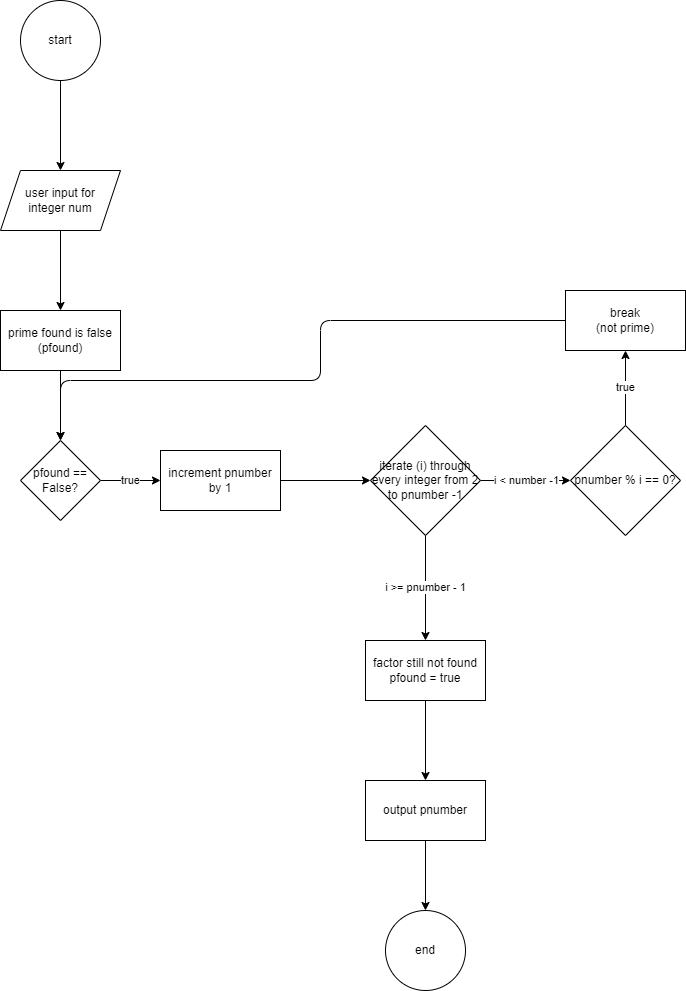 start
user input for
integer num
prime found is false
(pfound)
break
(not prime)
true
pfound ==
False?
true
increment pnumber
by 1
iterate (i) through
every integer from 2
to pnumber -1
i < number -1
pnumber % i == 0?
i >= pnumber - 1
factor still not found
pfound = true
output pnumber
end